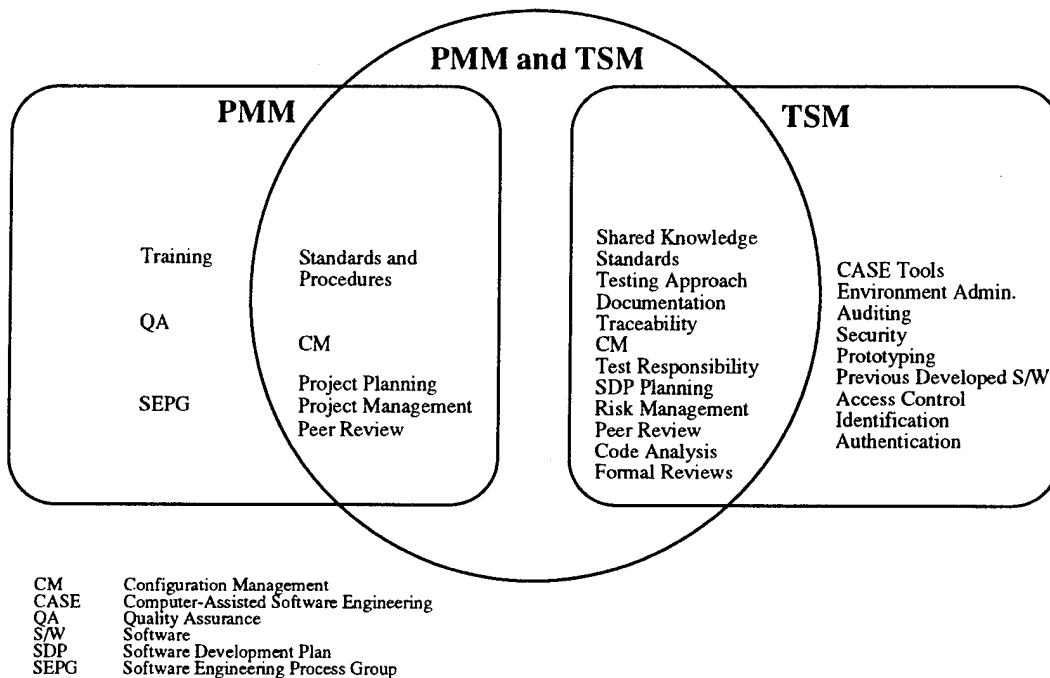 PMM and TSM
PMM
TSM
Training
QA
SEPG
Standards and
Procedures
CM
Project Planning
Project Management
Peer Review
Shared Knowledge
Standards
Testing Approach
Documentation
Traceability
CM
Test Responsibility
SDP Planning
Risk Management
Peer Review
Code Analysis
Formal Reviews
CASE Tools
Environment Admin.
Auditing
Security
Prototyping
Previous Developed S/W
Access Control
Identification
Authentication
CM Configuration Management
CASE Computer-Assisted Software Engineering
QA Quality Assurance
S/W Software
SDP Software Development Plan
SEPG Software Engineering Process Group